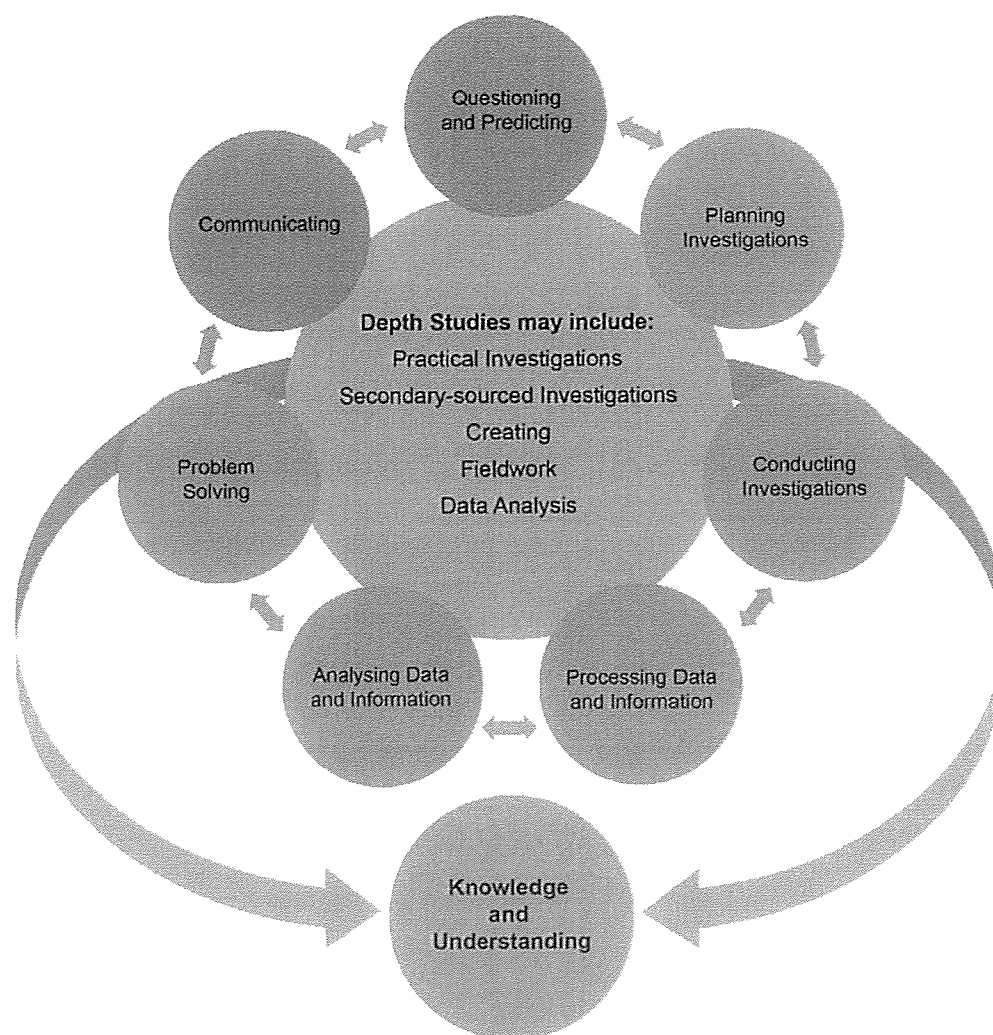 Questioning
and Predicting
Communicating
Planning
Investigations
Depth Studies may include:
Practical Investigations
Secondary-sourced Investigations
Creating
Fieldwork
Data Analysis
Problem
Solving
Conducting
Investigations
Analysing Data
and Information
Processing Data
and Information
Knowledge
and
Understanding